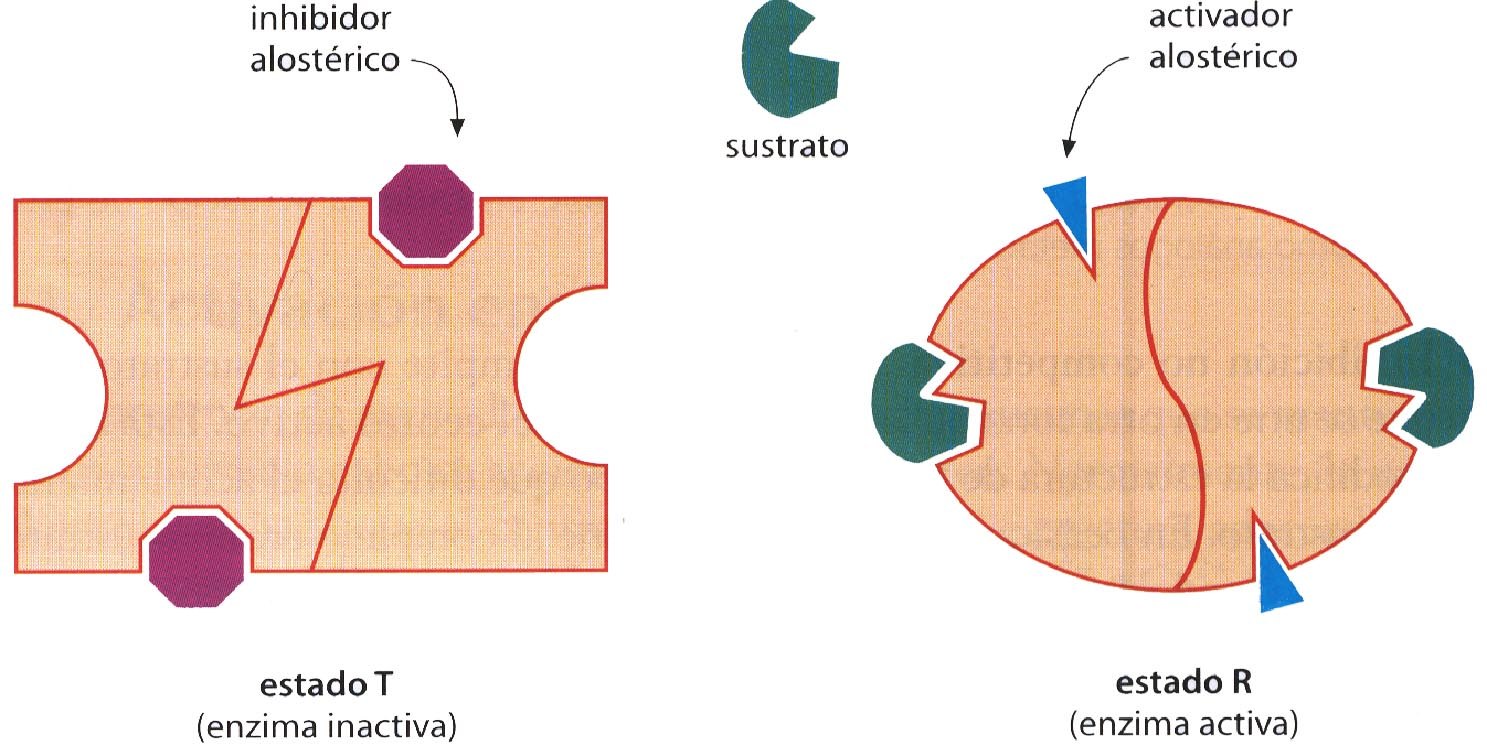 inhibidor
alostérico
sustrato
activador
alostérico
estado T
(enzima inactiva)
estado R
(enzima activa)